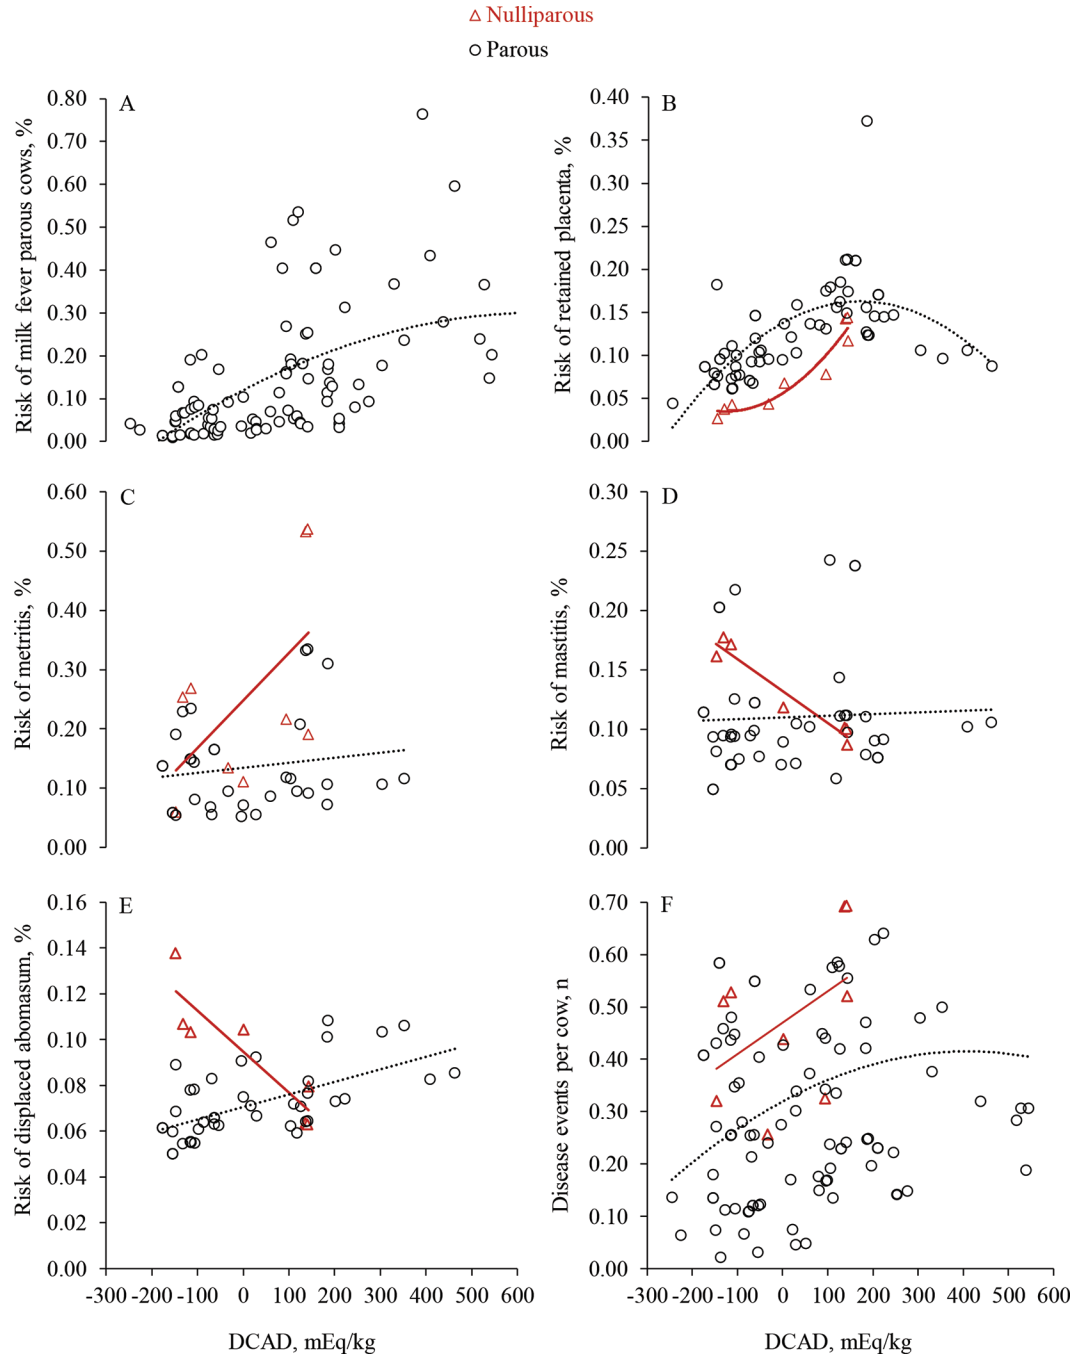 Nulliparous
Parous
A
Risk of milk fever parous cows, %
0.80
0.70
0.60
0.50
0.40
0.30
0.20
0.10
0.00
B
Risk of retained placenta, %
0.40
0.35
0.30
0.25
0.20
0.15
0.10
0.05
0.00
C
Risk of metritis, %
0.60
0.50
0.40
0.30
0.20
0.10
0.00
D
Risk of mastitis, %
0.30
0.25
0.20
0.15
0.10
0.05
0.00
E
Risk of displaced abomasum, %
0.16
0.14
0.12
0.10
0.08
0.06
0.04
0.02
0.00
-300 -200 -100 0 100 200 300 400 500 600
DCAD, mEq/kg
F
Disease events per cow, n
0.70
0.60
0.50
0.40
0.30
0.20
0.10
0.00
-300 -200 -100 0 100 200 300 400 500 600
DCAD, mEq/kg